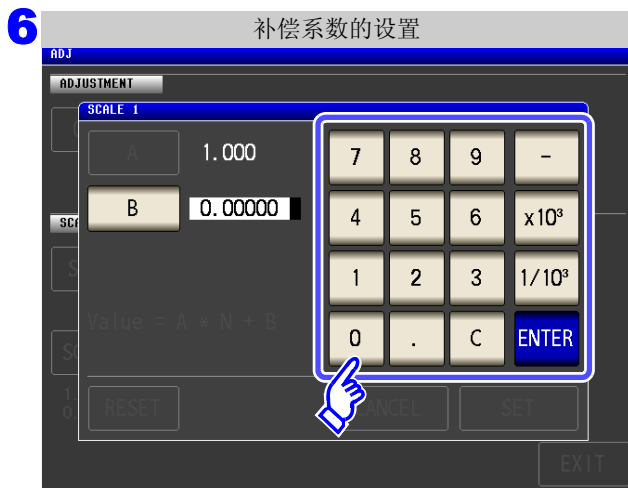 6
补偿系数的设置
ADJ
ADJUSTMENT
SCALE 1
A 1.000
B 0.00000
7 8 9 -
4 5 6 x10³
1 2 3 1/10³
0 . C ENTER
Value = A * N + B
RESET CANCEL SET
EXIT